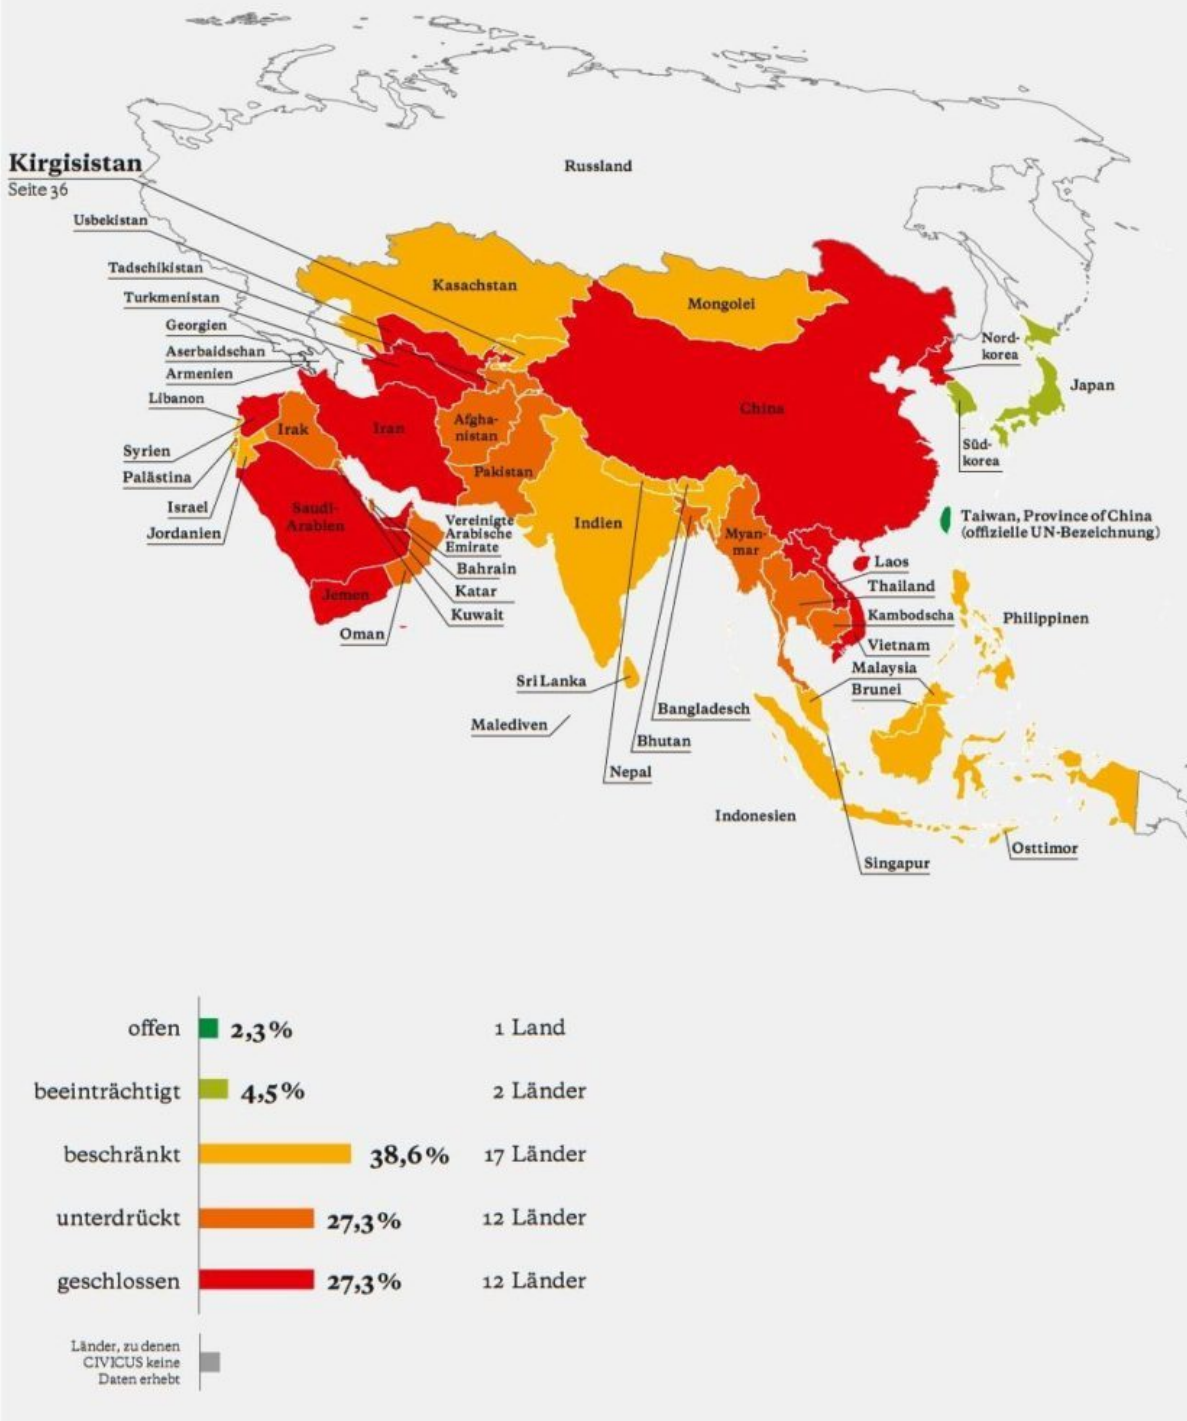 Kirgisistan
Seite 36
Russland
Usbekistan
Tadschikistan
Turkmenistan
Georgien
Aserbaidschan
Armenien
Libanon
Syrien
Palästina
Israel
Jordanien
Kasachstan
Mongolei
Nord-
korea
Japan
China
Süd-
korea
Irak
Iran
Afgha-
nistan
Pakistan
Saudi-
Arabien
Indien
Myan-
mar
Taiwan, Province of China
(offizielle UN-Bezeichnung)
Vereinigte
Arabische
Emirate
Bahrain
Katar
Kuwait
Jemen
Oman
Laos
Thailand
Kambodscha
Vietnam
Philippinen
Malaysia
Brunei
Sri Lanka
Malediven
Bangladesch
Bhutan
Nepal
Indonesien
Osttimor
Singapur
offen 2,3% 1 Land
beeinträchtigt 4,5% 2 Länder
beschränkt 38,6% 17 Länder
unterdrückt 27,3% 12 Länder
geschlossen 27,3% 12 Länder
Länder, zu denen
CIVICUS keine
Daten erhebt